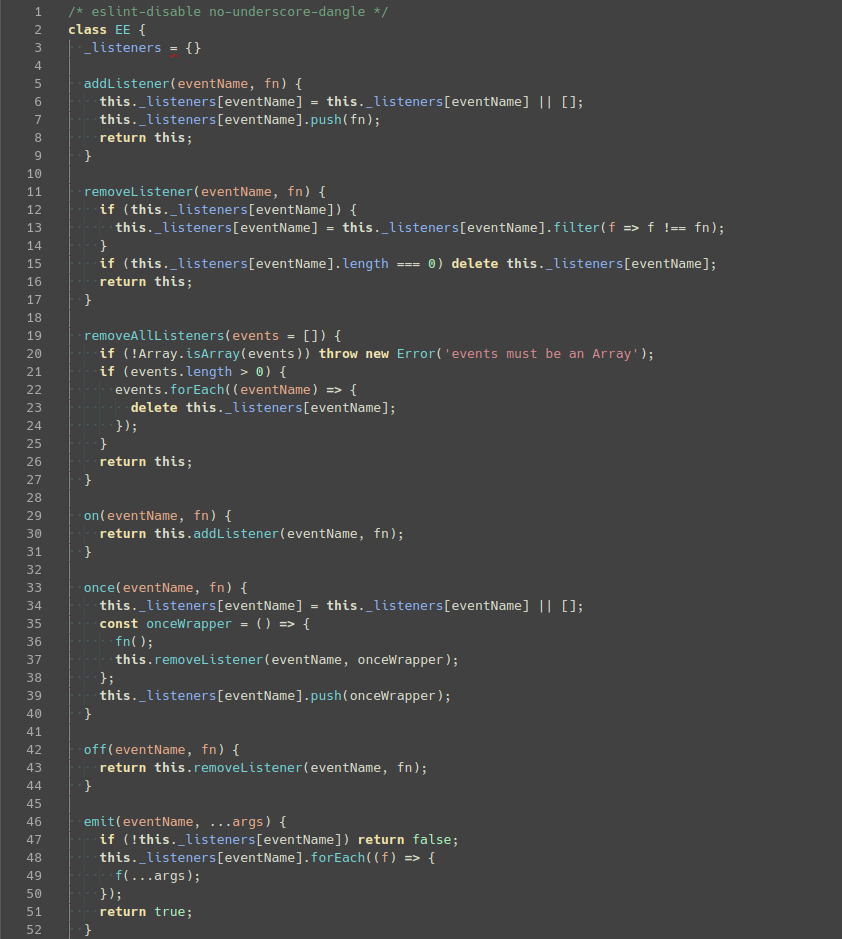 1 /* eslint-disable no-underscore-dangle */
2 class EE {
3 _listeners = {}
4
5 addListener(eventName, fn) {
6 this._listeners[eventName] = this._listeners[eventName] || [];
7 this._listeners[eventName].push(fn);
8 return this;
9 }
10
11 removeListener(eventName, fn) {
12 if (this._listeners[eventName]) {
13 this._listeners[eventName] = this._listeners[eventName].filter(f => f !== fn);
14 }
15 if (this._listeners[eventName].length === 0) delete this._listeners[eventName];
16 return this;
17 }
18
19 removeAllListeners(events = []) {
20 if (!Array.isArray(events)) throw new Error('events must be an Array');
21 if (events.length > 0) {
22 events.forEach((eventName) => {
23 delete this._listeners[eventName];
24 });
25 }
26 return this;
27 }
28
29 on(eventName, fn) {
30 return this.addListener(eventName, fn);
31 }
32
33 once(eventName, fn) {
34 this._listeners[eventName] = this._listeners[eventName] || [];
35 const onceWrapper = () => {
36 fn();
37 this.removeListener(eventName, onceWrapper);
38 };
39 this._listeners[eventName].push(onceWrapper);
40 }
41
42 off(eventName, fn) {
43 return this.removeListener(eventName, fn);
44 }
45
46 emit(eventName, ...args) {
47 if (!this._listeners[eventName]) return false;
48 this._listeners[eventName].forEach((f) => {
49 f(...args);
50 });
51 return true;
52 }